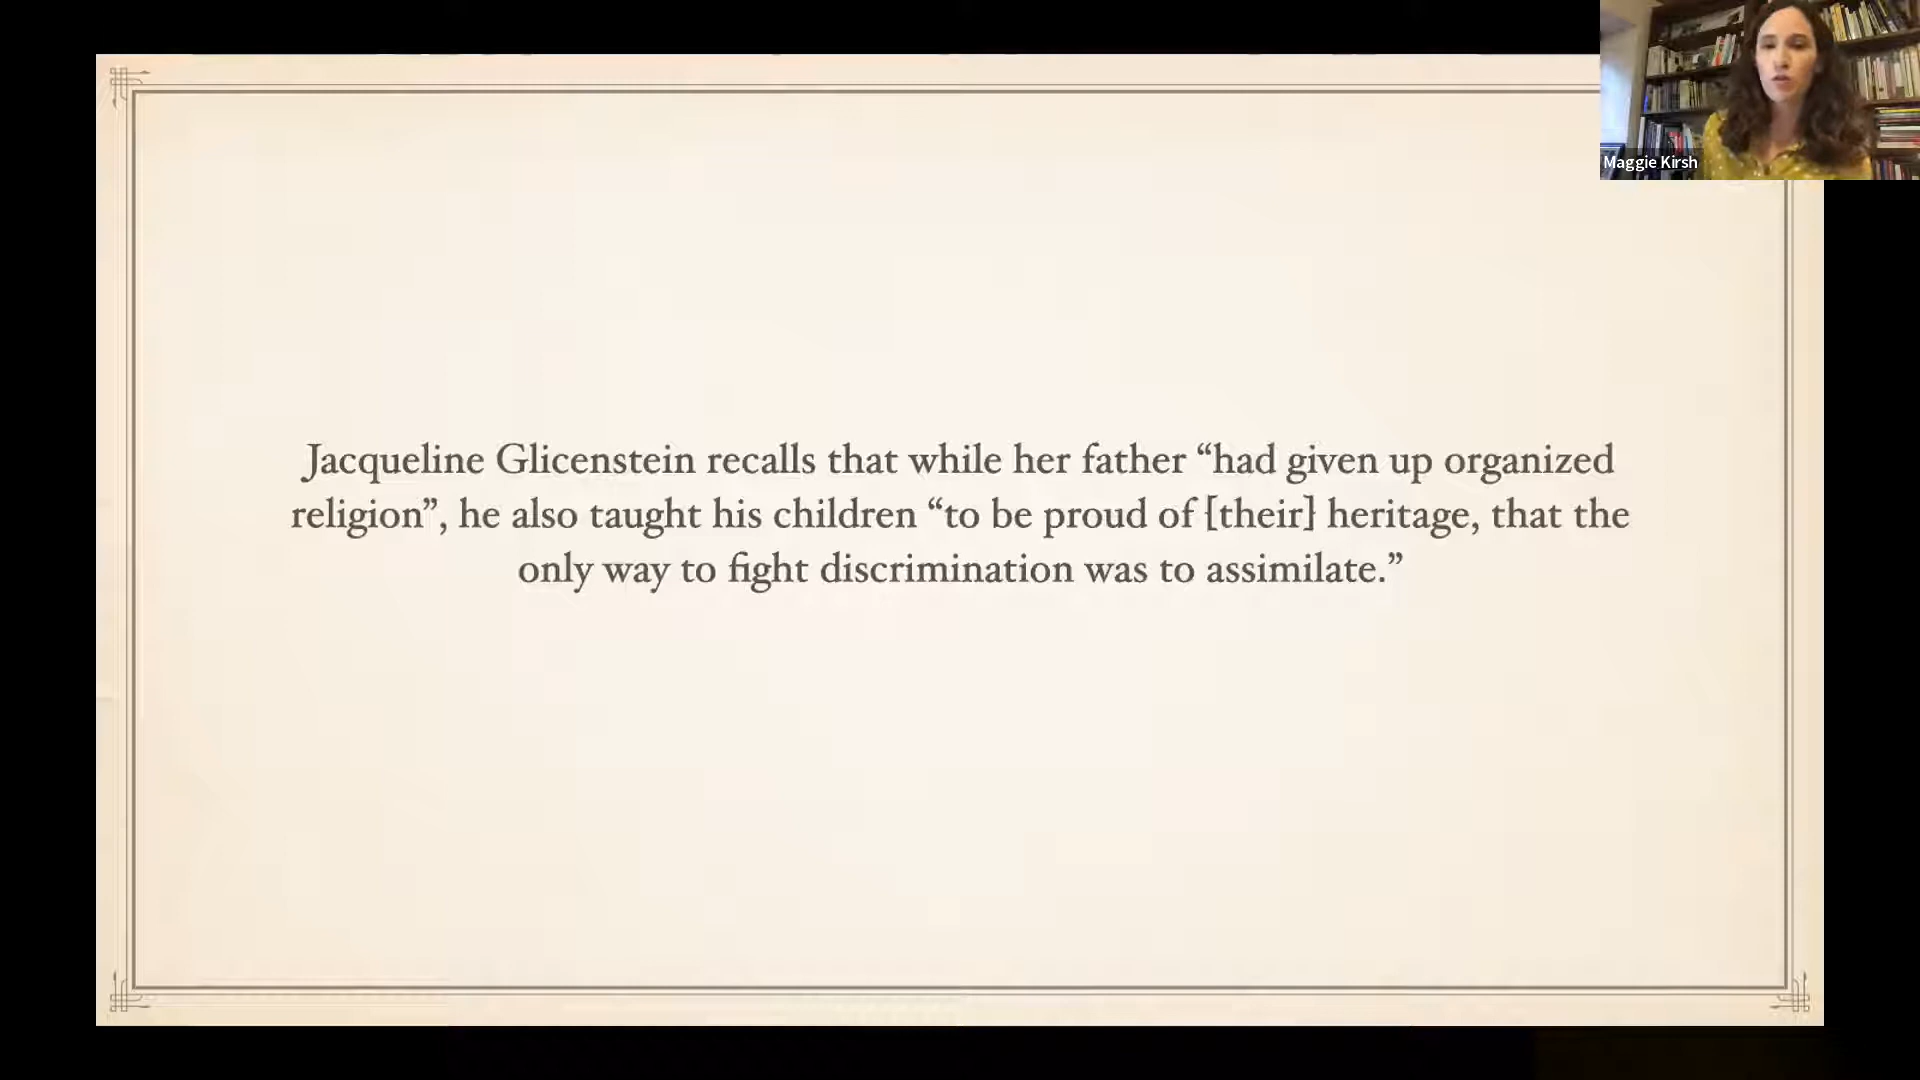 Maggie Kirsh
Jacqueline Glicenstein recalls that while her father “had given up organized
religion”, he also taught his children “to be proud of [their] heritage, that the
only way to fight discrimination was to assimilate.”